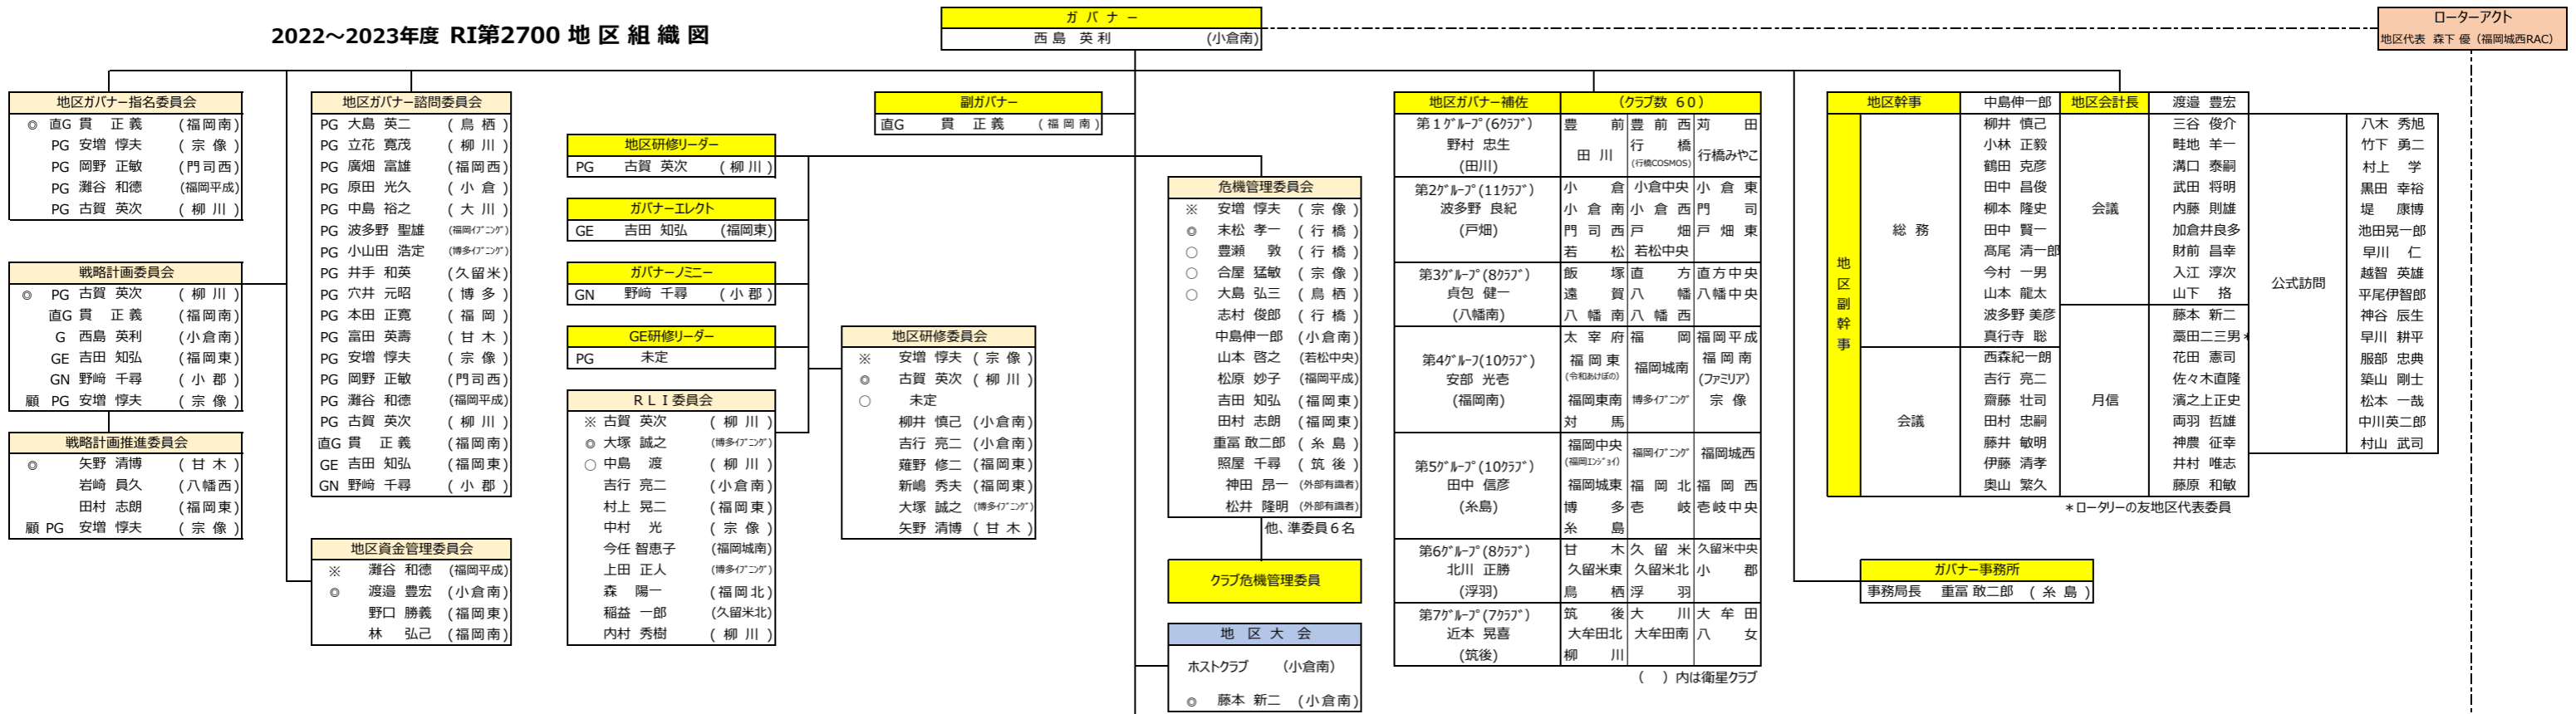 2022～2023年度 RI第2700 地 区 組 織 図
ガ バ ナ ー
西 島 英 利 (小倉南)
ローターアクト
地区代表 森下 優（福岡城西RAC）
地区ガバナー指名委員会
◎ 直G 貫 正 義 (福岡南)
PG 安増 惇夫 ( 宗 像 )
PG 岡野 正敏 (門司西)
PG 灘谷 和徳 (福岡平成)
PG 古賀 英次 ( 柳 川 )
戦略計画委員会
◎ PG 古賀 英次 ( 柳 川 )
直G 貫 正 義 (福岡南)
G 西島 英利 (小倉南)
GE 吉田 知弘 (福岡東)
GN 野﨑 千尋 ( 小 郡 )
顧 PG 安増 惇夫 ( 宗 像 )
戦略計画推進委員会
◎ 矢野 清博 ( 甘 木 )
岩崎 員久 (八幡西)
田村 志朗 (福岡東)
顧 PG 安増 惇夫 ( 宗 像 )
地区ガバナー諮問委員会
PG 大島 英二 ( 鳥 栖 )
PG 立花 寛茂 ( 柳 川 )
PG 廣畑 富雄 (福岡西)
PG 原田 光久 ( 小 倉 )
PG 中島 裕之 ( 大 川 )
PG 波多野 聖雄 (福岡ｲﾌﾞﾆﾝｸﾞ)
PG 小山田 浩定 (博多ｲﾌﾞﾆﾝｸﾞ)
PG 井手 和英 (久留米)
PG 穴井 元昭 ( 博 多 )
PG 本田 正寛 ( 福 岡 )
PG 富田 英壽 ( 甘 木 )
PG 安増 惇夫 ( 宗 像 )
PG 岡野 正敏 (門司西)
PG 灘谷 和徳 (福岡平成)
PG 古賀 英次 ( 柳 川 )
直G 貫 正 義 (福岡南)
GE 吉田 知弘 (福岡東)
GN 野﨑 千尋 ( 小 郡 )
地区資金管理委員会
※ 灘谷 和徳 (福岡平成)
◎ 渡邉 豊宏 (小倉南)
野口 勝義 (福岡東)
林 弘己 (福岡南)
副ガバナー
直G 貫 正 義 ( 福 岡 南 )
地区研修リーダー
PG 古賀 英次 ( 柳 川 )
ガバナーエレクト
GE 吉田 知弘 (福岡東)
ガバナーノミニー
GN 野﨑 千尋 ( 小 郡 )
GE研修リーダー
PG 未定
ＲＬＩ委員会
※ 古賀 英次 ( 柳 川 )
◎ 大塚 誠之 (博多ｲﾌﾞﾆﾝｸﾞ)
○ 中島 渡 ( 柳 川 )
吉行 亮二 (小倉南)
村上 晃二 (福岡東)
中村 光 ( 宗 像 )
今任 智恵子 (福岡城南)
上田 正人 (博多ｲﾌﾞﾆﾝｸﾞ)
森 陽一 (福岡北)
稲益 一郎 (久留米北)
内村 秀樹 ( 柳 川 )
地区研修委員会
※ 安増 惇夫 ( 宗 像 )
◎ 古賀 英次 ( 柳 川 )
○ 未定
柳井 慎己 (小倉南)
吉行 亮二 (小倉南)
薙野 修二 (福岡東)
新嶋 秀夫 (福岡東)
大塚 誠之 (博多ｲﾌﾞﾆﾝｸﾞ)
矢野 清博 ( 甘 木 )
危機管理委員会
※ 安増 惇夫 ( 宗 像 )
◎ 末松 孝一 ( 行 橋 )
○ 豊瀬 敦 ( 行 橋 )
○ 合屋 猛敏 ( 宗 像 )
○ 大島 弘三 ( 鳥 栖 )
志村 俊郎 ( 行 橋 )
中島伸一郎 (小倉南)
山本 啓之 (若松中央)
松原 妙子 (福岡平成)
吉田 知弘 (福岡東)
田村 志朗 (福岡東)
重冨 敢二郎 ( 糸 島 )
照屋 千尋 ( 筑 後 )
神田 昂一 (外部有識者)
松井 隆明 (外部有識者)
他、準委員６名
クラブ危機管理委員
地 区 大 会
ホストクラブ (小倉南)
◎ 藤本 新二 (小倉南)
地区ガバナー補佐 （クラブ数 ６０）
第１ｸﾞﾙｰﾌﾟ(6ｸﾗﾌﾞ) 豊 前 豊 前 西 苅 田
野村 忠生 田 川 行 橋 行橋みやこ
(田川) (行橋COSMOS)
第2ｸﾞﾙｰﾌﾟ(11ｸﾗﾌﾞ) 小 倉 小倉中央 小 倉 東
波多野 良紀 小 倉 南 小 倉 西 門 司
(戸畑) 門 司 西 戸 畑 戸 畑 東
若 松 若松中央
第3ｸﾞﾙｰﾌﾟ(8ｸﾗﾌﾞ) 飯 塚 直 方 直方中央
貞包 健一 遠 賀 八 幡 八幡中央
(八幡南) 八 幡 南 八 幡 西
太 宰 府 福 岡 福岡平成
第4ｸﾞﾙｰﾌ(10ｸﾗﾌﾞ) 福 岡 東 福岡城南 福 岡 南
安部 光壱 (令和あけぼの) (ファミリア)
(福岡南) 福岡東南 博多ｲﾌﾞﾆﾝｸﾞ 宗 像
対 馬
福岡中央 福岡ｲﾌﾞﾆﾝｸﾞ 福岡城西
第5ｸﾞﾙｰﾌﾟ(10ｸﾗﾌﾞ) (福岡ｴﾝｼﾞｮｲ)
田中 信彦 福岡城東 福 岡 北 福 岡 西
(糸島) 博 多 壱 岐 壱岐中央
糸 島
第6ｸﾞﾙｰﾌﾟ(8ｸﾗﾌﾞ) 甘 木 久 留 米 久留米中央
北川 正勝 久留米東 久留米北 小 郡
(浮羽) 鳥 栖 浮 羽
第7ｸﾞﾙｰﾌﾟ(7ｸﾗﾌﾞ) 筑 後 大 川 大 牟 田
近本 晃喜 大牟田北 大牟田南 八 女
(筑後) 柳 川
（ ）内は衛星クラブ
地区幹事 中島伸一郎 地区会計長 渡邉 豊宏
地区副幹事
総 務
柳井 慎己
小林 正毅
鶴田 克彦
田中 昌俊
柳本 隆史
田中 賢一
髙尾 清一郎
今村 一男
山本 龍太
波多野 美彦
真行寺 聡
会議
西森紀一朗
吉行 亮二
齋藤 壮司
田村 忠嗣
藤井 敏明
伊藤 清孝
奥山 繁久
会議
三谷 俊介
畦地 羊一
溝口 泰嗣
武田 将明
内藤 則雄
加倉井良多
財前 昌幸
入江 淳次
山下 挌
月信
藤本 新二
藁田二三男＊
花田 憲司
佐々木直隆
濱之上正史
両羽 哲雄
神農 征幸
井村 唯志
藤原 和敏
公式訪問
八木 秀旭
竹下 勇二
村上 学
黒田 幸裕
堤 康博
池田晃一郎
早川 仁
越智 英雄
平尾伊智郎
神谷 辰生
早川 耕平
服部 忠典
築山 剛士
松本 一哉
中川英二郎
村山 武司
＊ロータリーの友地区代表委員
ガバナー事務所
事務局長 重冨 敢二郎 ( 糸 島 )